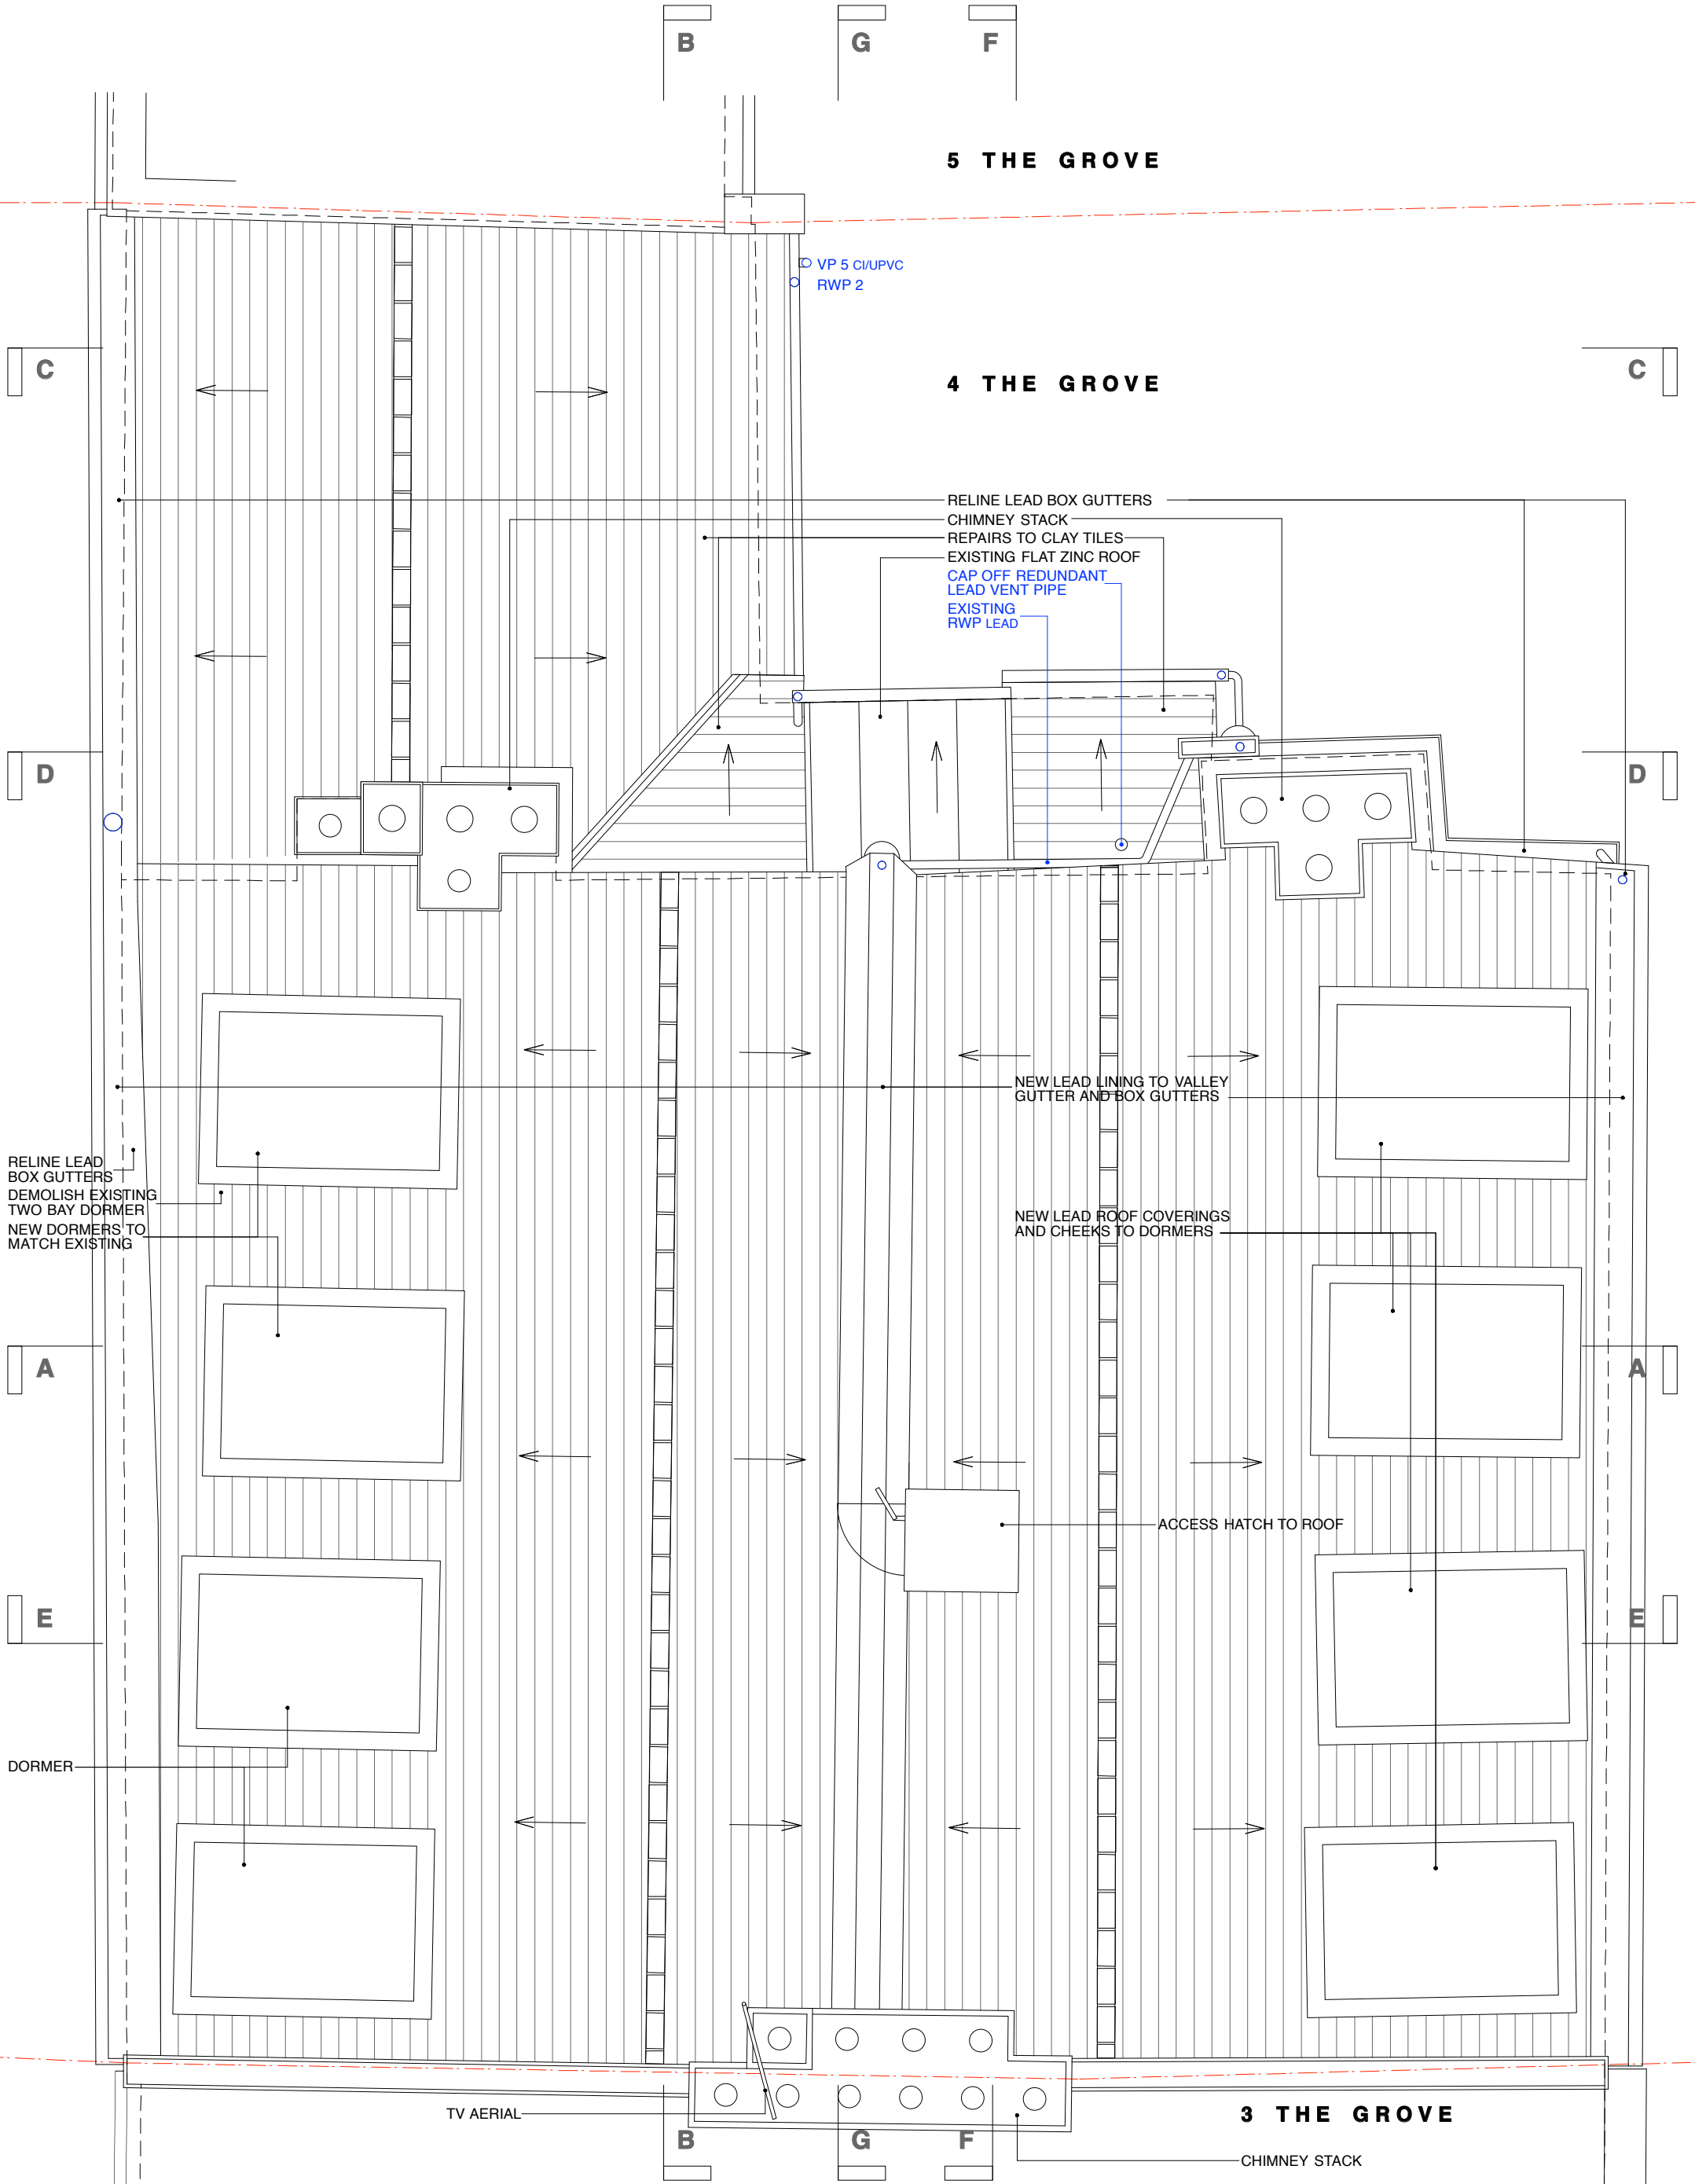 B
G
F
5 THE GROVE
VP 5 CI/UPVC
RWP 2
C
4 THE GROVE
C
RELINE LEAD BOX GUTTERS
CHIMNEY STACK
REPAIRS TO CLAY TILES
EXISTING FLAT ZINC ROOF
CAP OFF REDUNDANT
LEAD VENT PIPE
EXISTING
RWP LEAD
D
D
NEW LEAD LINING TO VALLEY
GUTTER AND BOX GUTTERS
RELINE LEAD
BOX GUTTERS
DEMOLISH EXISTING
TWO BAY DORMER
NEW DORMERS TO
MATCH EXISTING
NEW LEAD ROOF COVERINGS
AND CHEEKS TO DORMERS
A
A
ACCESS HATCH TO ROOF
E
E
DORMER
TV AERIAL
3 THE GROVE
B
G
F
CHIMNEY STACK